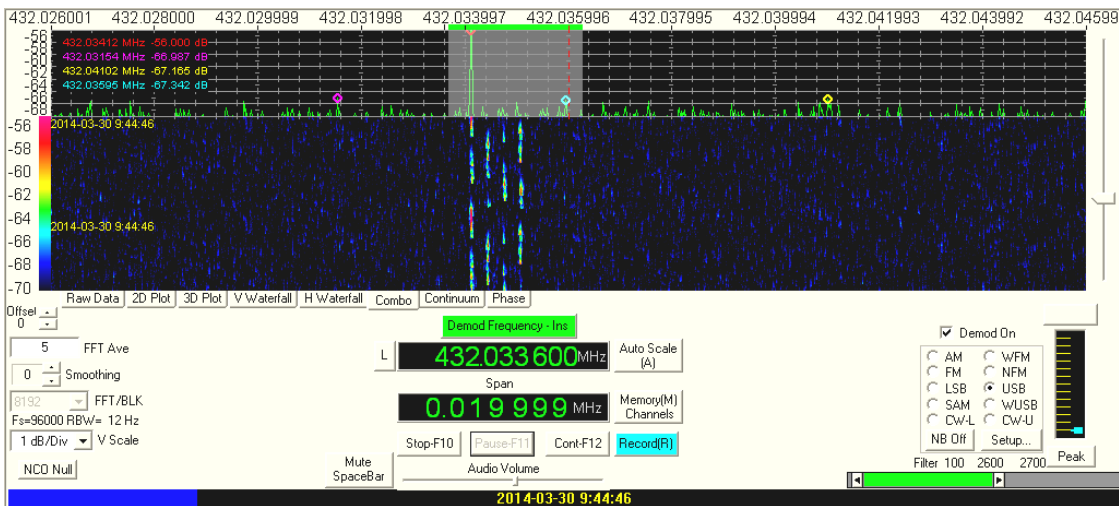 432.026001 432.028000 432.029999 432.031998 432.033997 432.035996 432.037995 432.039994 432.041993 432.043992 432.04599
-56
-58
-60
-62
-64
-66
-68
432.03412 MHz -56.000 dB
432.03154 MHz -66.987 dB
432.04102 MHz -67.165 dB
432.03595 MHz -67.342 dB
-56
-58
-60
-62
-64
-66
-68
-70
2014-03-30 9:44:46
2014-03-30 9:44:46
Raw Data 2D Plot 3D Plot V Waterfall H Waterfall Combo Continuum Phase
Offset
0
5 FFT Ave
0 Smoothing
8192 FFT/BLK
Fs=96000 RBW= 12 Hz
1 dB/Div V Scale
NCO Null
Demod Frequency - Ins
L 432.033600 MHz Auto Scale
(A)
Span
0.019 999 MHz Memory(M)
Channels
Stop-F10 Pause-F11 Cont-F12 Record(R)
Mute
SpaceBar
Audio Volume
Demod On
AM WFM
FM NFM
LSB USB
SAM WUSB
CW-L CW-U
NB Off Setup...
Peak
Filter 100 2600 2700
2014-03-30 9:44:46